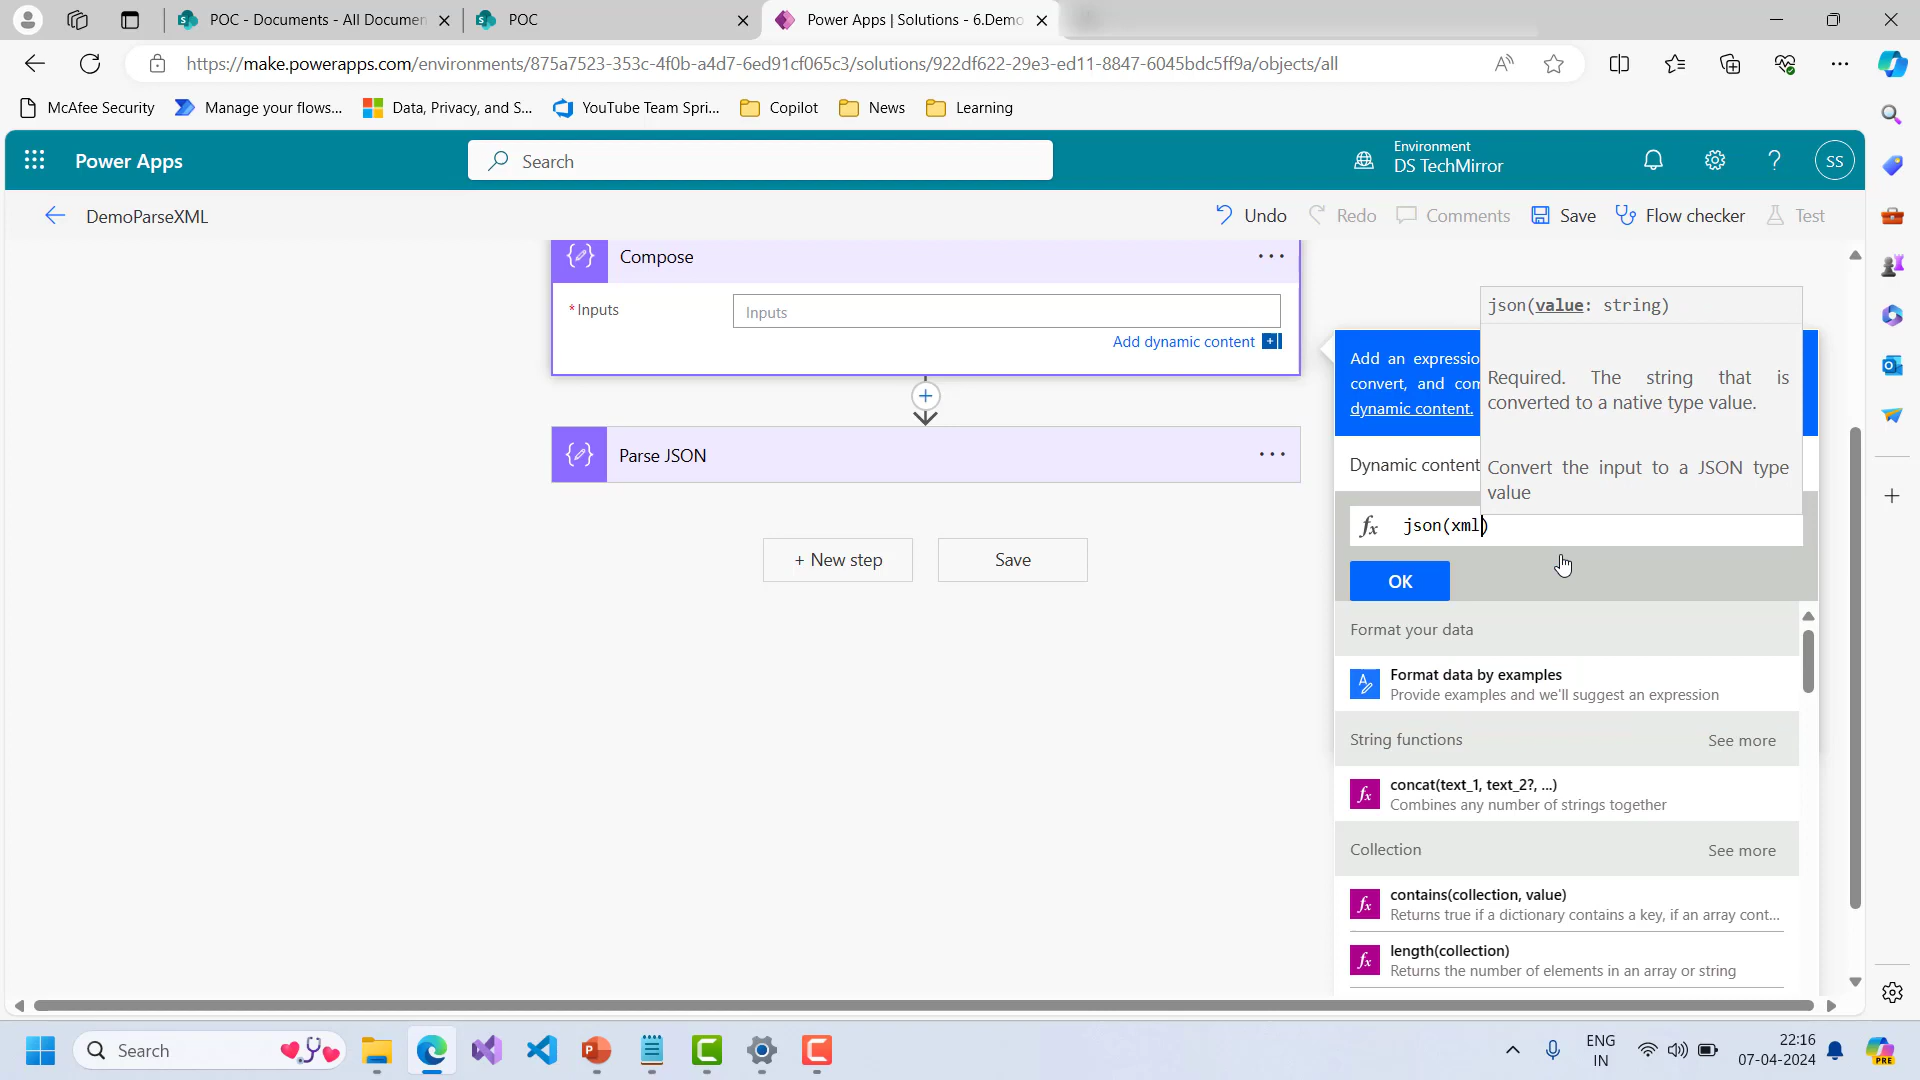 POC - Documents - All Documen
POC
Power Apps | Solutions - 6.Demo
https://make.powerapps.com/environments/875a7523-353c-4f0b-a4d7-6ed91cf065c3/solutions/922df622-29e3-ed11-8847-6045bdc5ff9a/objects/all
McAfee Security
Manage your flows...
Data, Privacy, and S...
YouTube Team Spri...
Copilot
News
Learning
Power Apps
Search
Environment
DS TechMirror
SS
DemoParseXML
Undo
Redo
Comments
Save
Flow checker
Test
Compose
* Inputs
Inputs
Add dynamic content
Parse JSON
+ New step
Save
json(value: string)
Required. The string that is
converted to a native type value.
Convert the input to a JSON type
value
Add an expressio
convert, and com
dynamic content.
Dynamic content
fx json(xml)
OK
Format your data
Format data by examples
Provide examples and we'll suggest an expression
String functions
See more
fx
concat(text_1, text_2?, ...)
Combines any number of strings together
Collection
See more
fx
contains(collection, value)
Returns true if a dictionary contains a key, if an array cont...
fx
length(collection)
Returns the number of elements in an array or string
Search
ENG
IN
22:16
07-04-2024
PRE